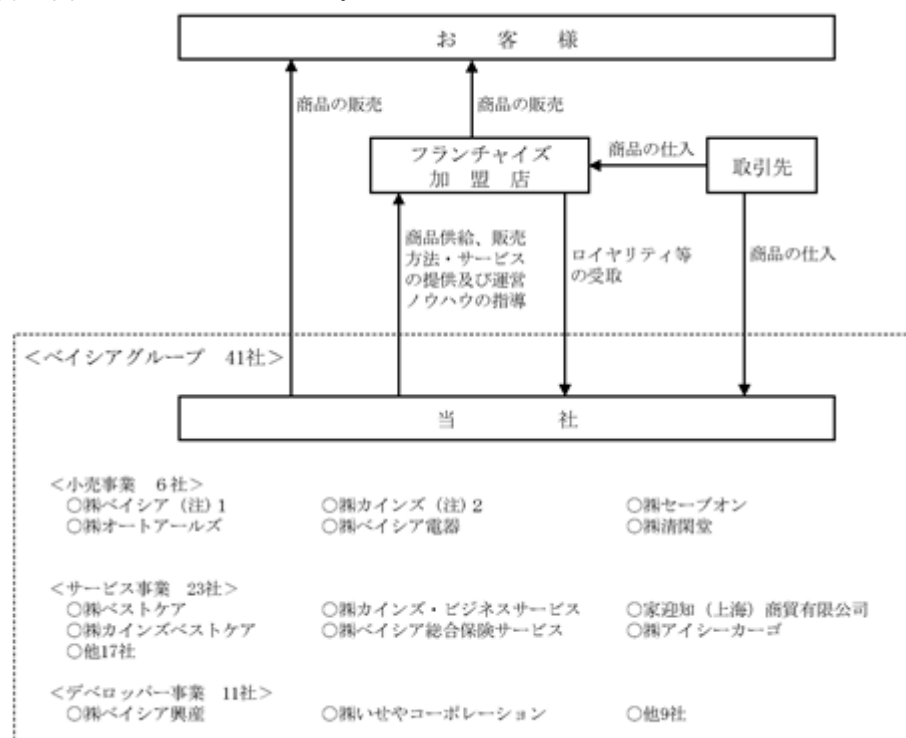 お 客 様
商品の販売
商品の販売
フランチャイズ
加 盟 店
商品の仕入
取引先
商品供給、販売
方法・サービス
の提供及び運営
ノウハウの指導
ロイヤリティ等
の受取
商品の仕入
<ベイシアグループ 41社>
当 社
<小売事業 6社>
○㈱ベイシア (注) 1 ○㈱カインズ (注) 2 ○㈱セーブオン
○㈱オートアールズ ○㈱ベイシア電器 ○㈱清閑堂
<サービス事業 23社>
○㈱ベストケア ○㈱カインズ・ビジネスサービス ○家迎知（上海）商貿有限公司
○㈱カインズベストケア ○㈱ベイシア総合保険サービス ○㈱アイシーカーゴ
○他17社
<デベロッパー事業 11社>
○㈱ベイシア興産 ○㈱いせやコーポレーション ○他9社